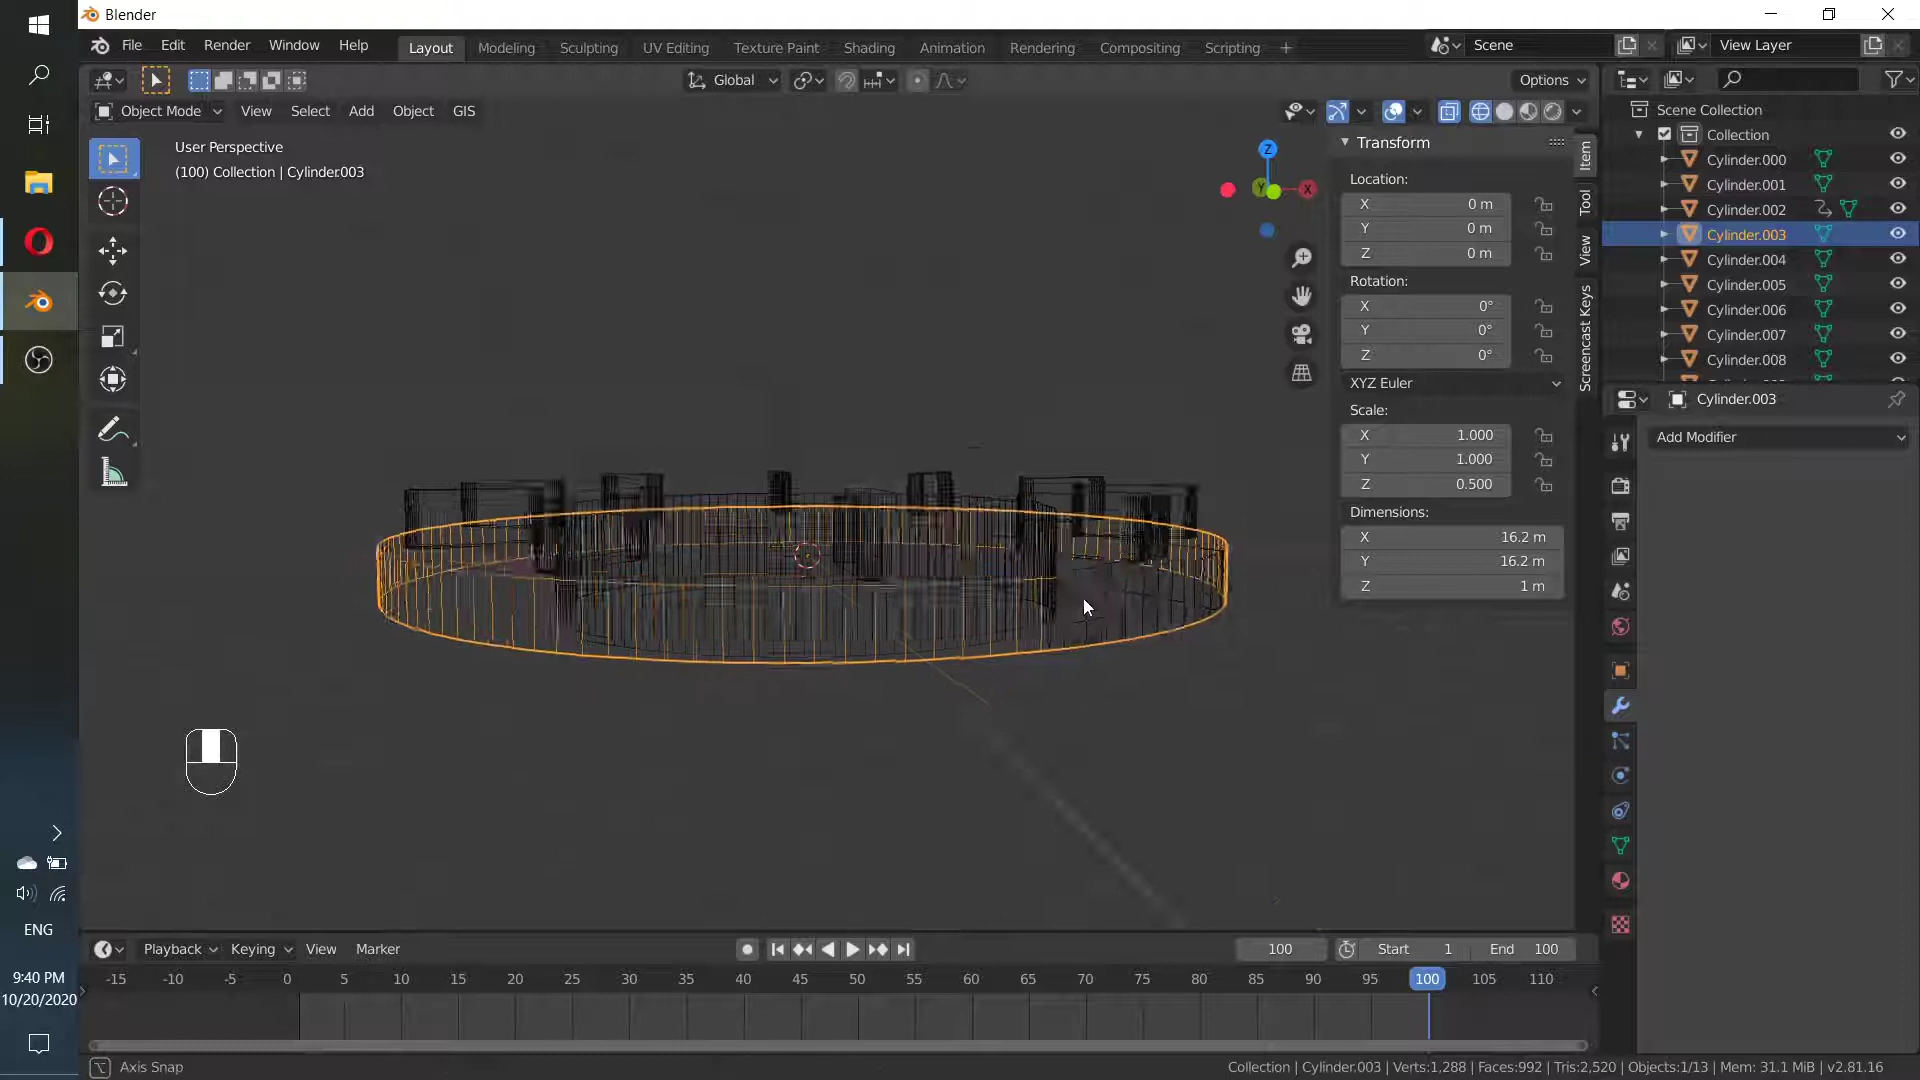 Blender
File Edit Render Window Help
Layout Modeling Sculpting UV Editing Texture Paint Shading Animation Rendering Compositing Scripting +
Scene
View Layer
Global
Options
Object Mode View Select Add Object GIS
User Perspective
(100) Collection | Cylinder.003
Z
Y
X
Transform
Location:
X 0 m
Y 0 m
Z 0 m
Rotation:
X 0°
Y 0°
Z 0°
XYZ Euler
Scale:
X 1.000
Y 1.000
Z 0.500
Dimensions:
X 16.2 m
Y 16.2 m
Z 1 m
Item
Tool
View
Screencast Keys
Scene Collection
Collection
Cylinder.000
Cylinder.001
Cylinder.002
Cylinder.003
Cylinder.004
Cylinder.005
Cylinder.006
Cylinder.007
Cylinder.008
Cylinder.003
Add Modifier
Playback Keying View Marker
100
Start 1
End 100
-15 -10 -5 0 5 10 15 20 25 30 35 40 45 50 55 60 65 70 75 80 85 90 95 100 105 110
Axis Snap
Collection | Cylinder.003 | Verts:1,288 | Faces:992 | Tris:2,520 | Objects:1/13 | Mem: 31.1 MiB | v2.81.16
ENG
9:40 PM
10/20/2020